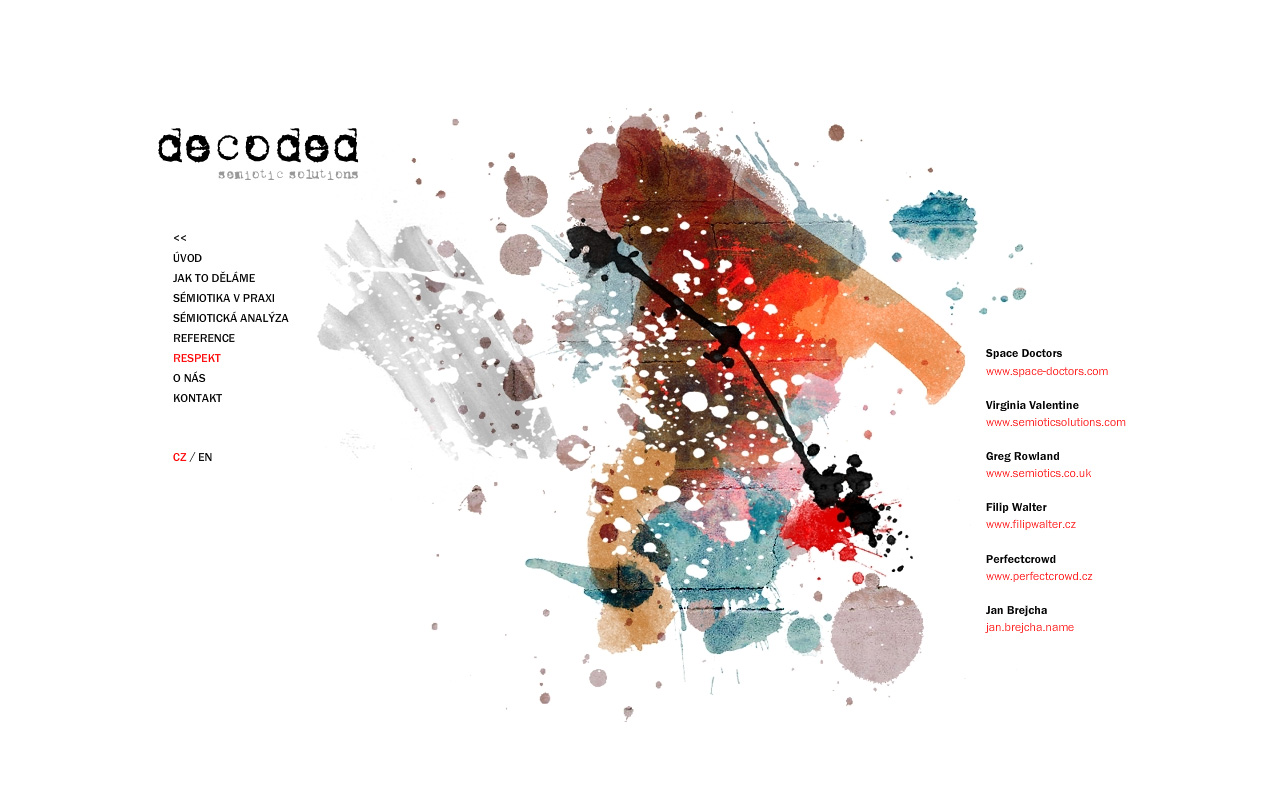 decoded
semiotic solutions
<<
ÚVOD
JAK TO DĚLÁME
SÉMIOTIKA V PRAXI
SÉMIOTICKÁ ANALÝZA
REFERENCE
RESPEKT
O NÁS
KONTAKT
CZ / EN
Space Doctors
www.space-doctors.com
Virginia Valentine
www.semioticsolutions.com
Greg Rowland
www.semiotics.co.uk
Filip Walter
www.filipwalter.cz
Perfectcrowd
www.perfectcrowd.cz
Jan Brejcha
jan.brejcha.name